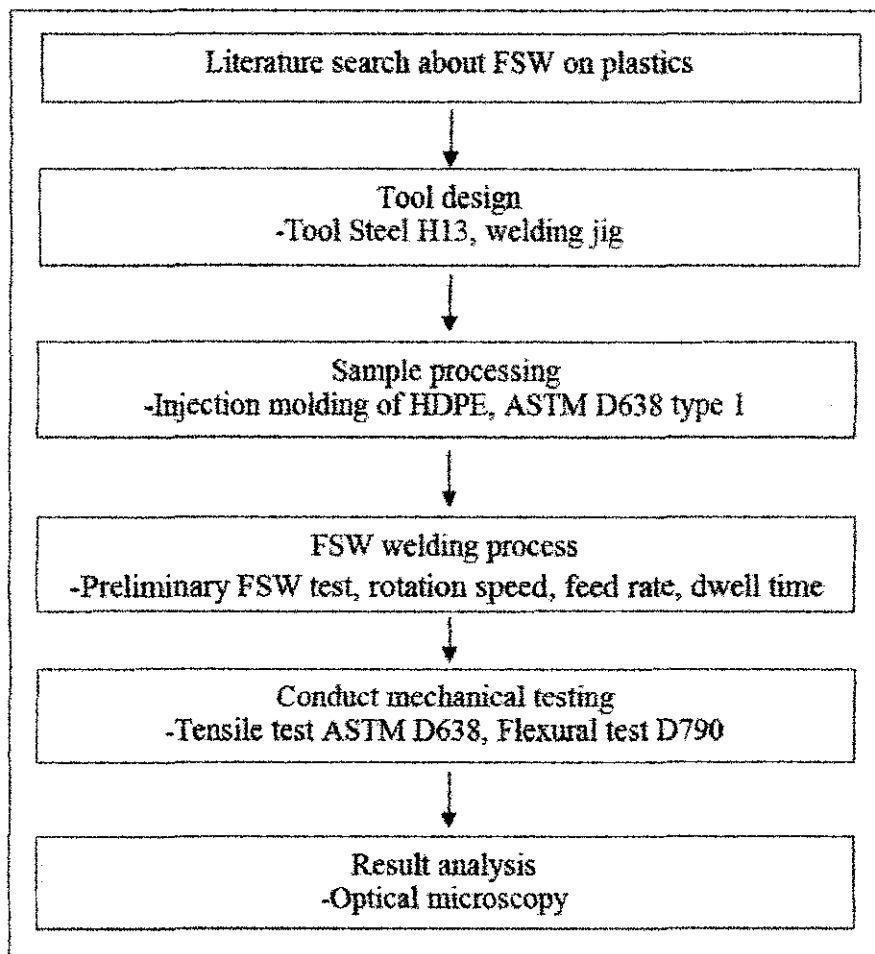 Literature search about FSW on plastics
Tool design
-Tool Steel H13, welding jig
Sample processing
-Injection molding of HDPE, ASTM D638 type 1
FSW welding process
-Preliminary FSW test, rotation speed, feed rate, dwell time
Conduct mechanical testing
-Tensile test ASTM D638, Flexural test D790
Result analysis
-Optical microscopy